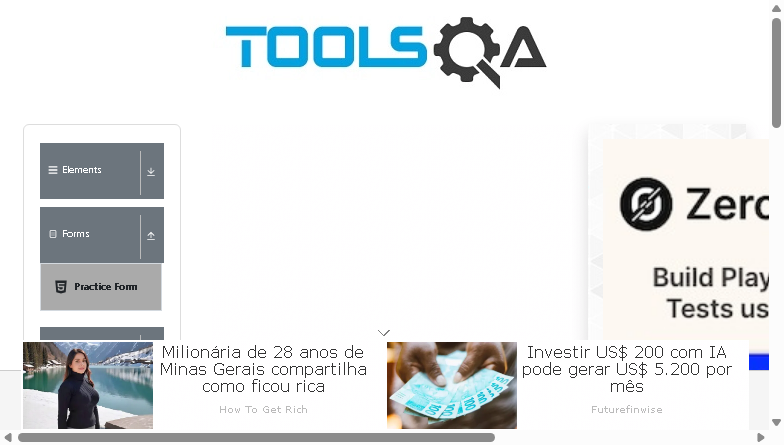 TOOLSQA
Elements
Forms
Practice Form
Zero
Build Play
Tests us
Milionária de 28 anos de
Minas Gerais compartilha
como ficou rica
How To Get Rich
Investir US$ 200 com IA
pode gerar US$ 5.200 por
mês
Futurefinwise